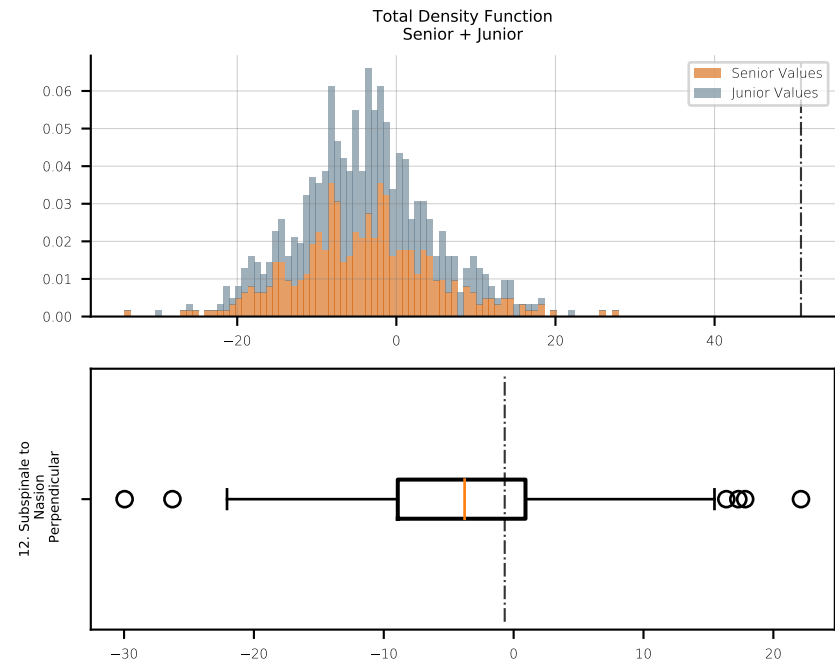 Total Density Function
Senior + Junior
Senior Values
Junior Values
0.06
0.05
0.04
0.03
0.02
0.01
0.00
−20
0
20
40
12. Subspinale to
Nasion
Perpendicular
−30
−20
−10
0
10
20